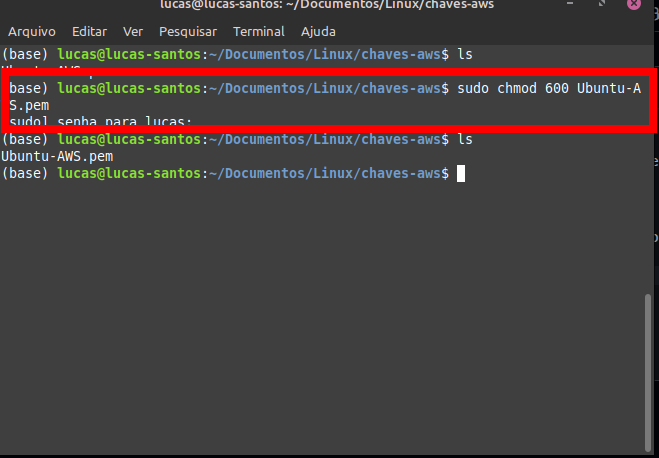 lucas@lucas-santos: ~/Documentos/Linux/chaves-aws
Arquivo Editar Ver Pesquisar Terminal Ajuda
(base) lucas@lucas-santos:~/Documentos/Linux/chaves-aws$ ls
Ubuntu-AWS.pem
(base) lucas@lucas-santos:~/Documentos/Linux/chaves-aws$ sudo chmod 600 Ubuntu-A
S.pem
[sudo] senha para lucas:
(base) lucas@lucas-santos:~/Documentos/Linux/chaves-aws$ ls
Ubuntu-AWS.pem
(base) lucas@lucas-santos:~/Documentos/Linux/chaves-aws$